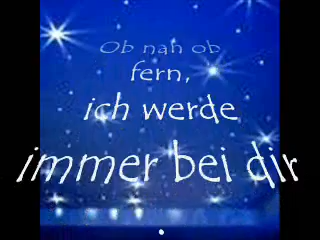 Ob nah ob
fern,
ich werde
immer bei dir
.